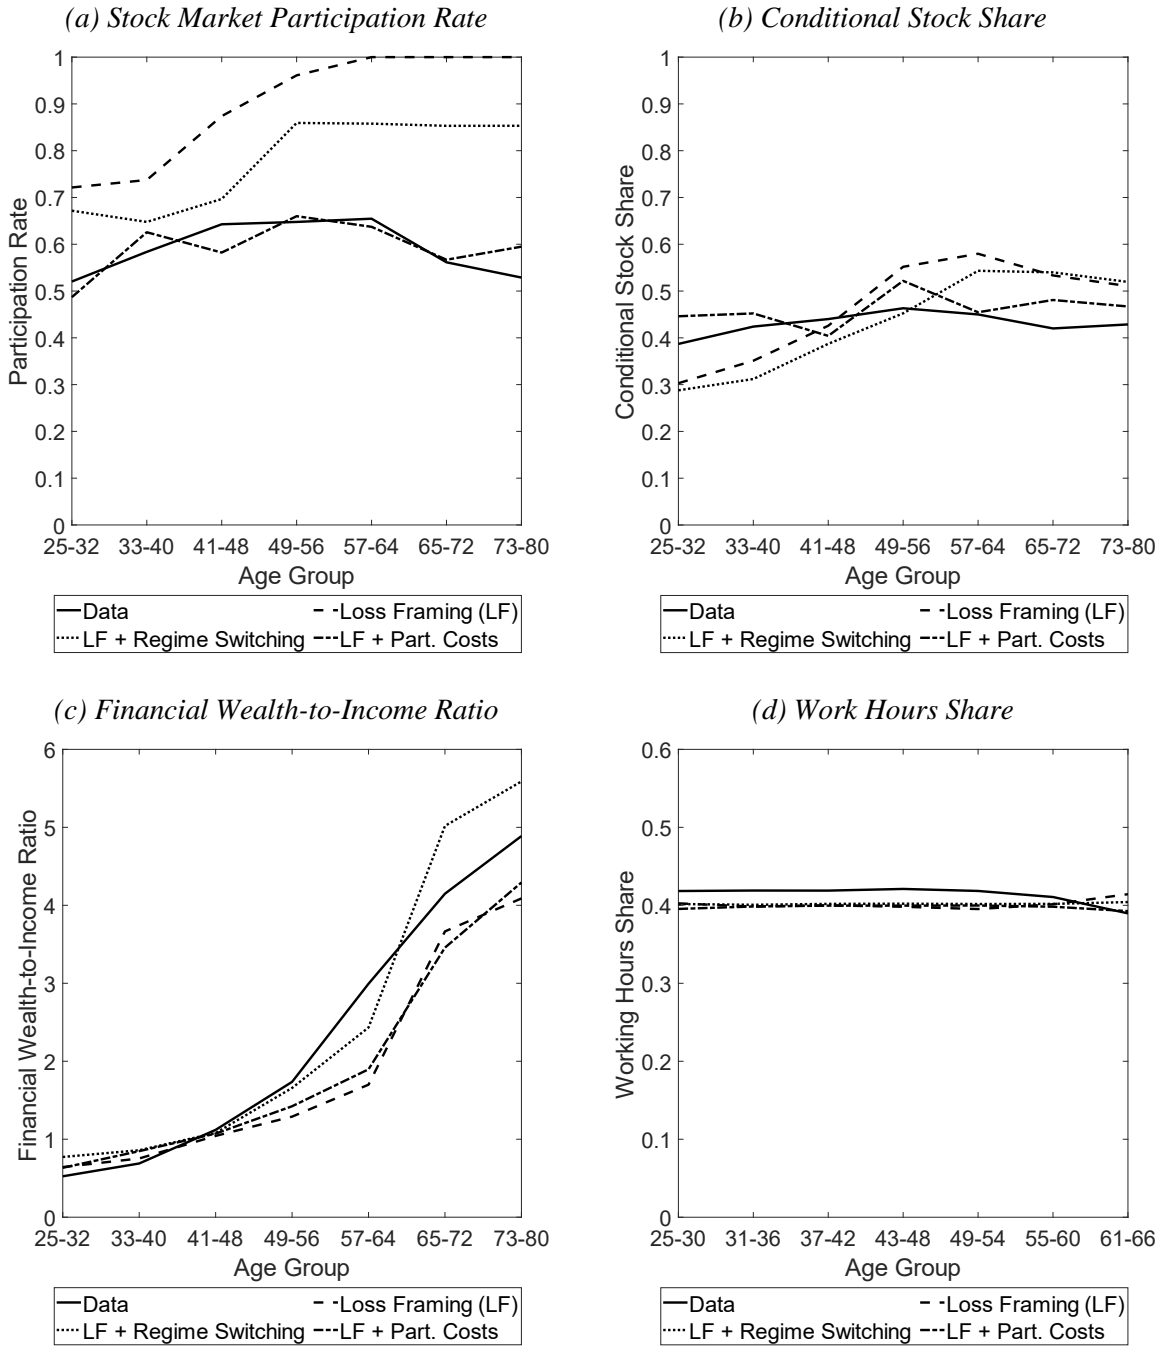 (a) Stock Market Participation Rate
Participation Rate
1
0.9
0.8
0.7
0.6
0.5
0.4
0.3
0.2
0.1
0
25-32 33-40 41-48 49-56 57-64 65-72 73-80
Age Group
Data Loss Framing (LF)
LF + Regime Switching LF + Part. Costs
(b) Conditional Stock Share
Conditional Stock Share
1
0.9
0.8
0.7
0.6
0.5
0.4
0.3
0.2
0.1
0
25-32 33-40 41-48 49-56 57-64 65-72 73-80
Age Group
Data Loss Framing (LF)
LF + Regime Switching LF + Part. Costs
(c) Financial Wealth-to-Income Ratio
Financial Wealth-to-Income Ratio
6
5
4
3
2
1
0
25-32 33-40 41-48 49-56 57-64 65-72 73-80
Age Group
Data Loss Framing (LF)
LF + Regime Switching LF + Part. Costs
(d) Work Hours Share
Working Hours Share
0.6
0.5
0.4
0.3
0.2
0.1
0
25-30 31-36 37-42 43-48 49-54 55-60 61-66
Age Group
Data Loss Framing (LF)
LF + Regime Switching LF + Part. Costs